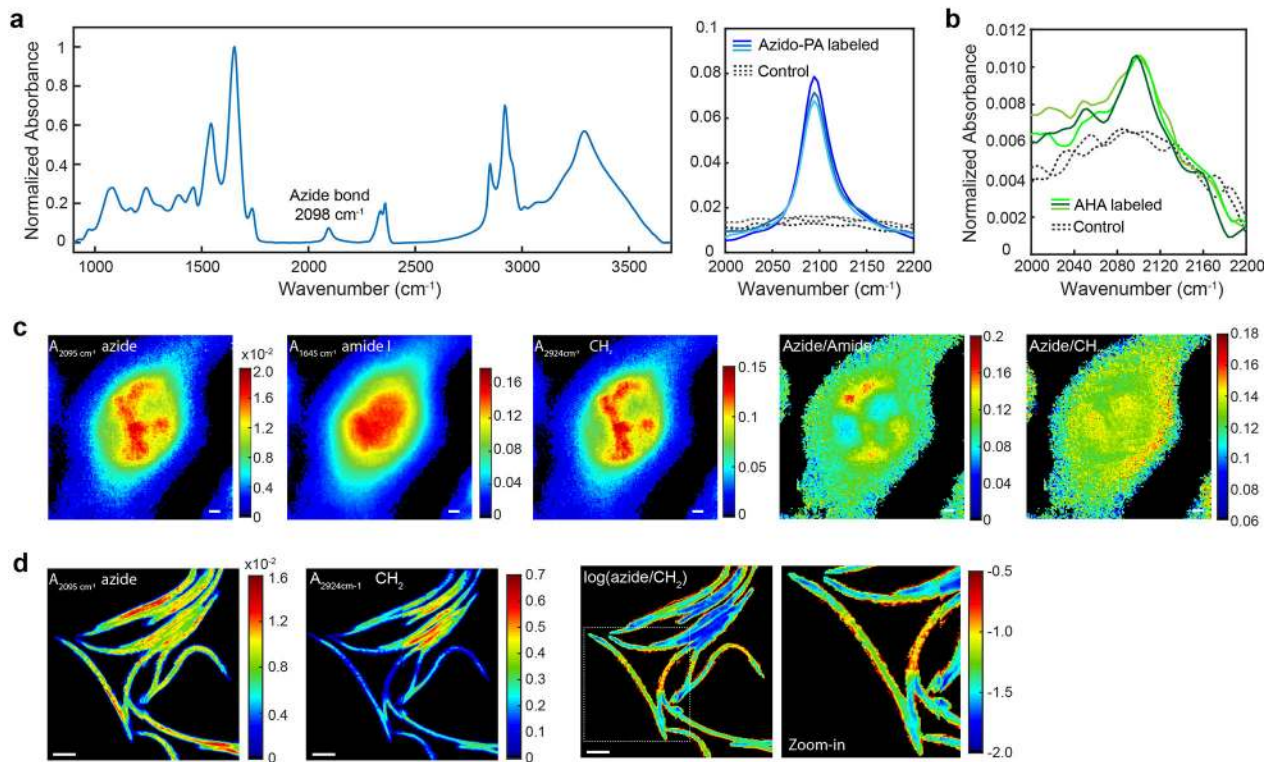 a
Normalized Absorbance
1
0.8
0.6
0.4
0.2
0
Azide bond
2098 cm⁻¹
1000 1500 2000 2500 3000 3500
Wavenumber (cm⁻¹)
0.1
0.08
0.06
0.04
0.02
0
Azido-PA labeled
Control
2000 2050 2100 2150 2200
Wavenumber (cm⁻¹)
b
Normalized Absorbance
0.012
0.010
0.008
0.006
0.004
0.002
0
AHA labeled
Control
2000 2040 2080 2120 2160 2200
Wavenumber (cm⁻¹)
c
A2095 cm⁻¹ azide
x10⁻²
2.0
1.6
1.2
0.8
0.4
0
A1645 cm⁻¹ amide I
0.16
0.12
0.08
0.04
0
A2924cm⁻¹ CH₂
0.15
0.1
0.05
0
Azide/Amide
0.2
0.16
0.12
0.08
0.04
0
Azide/CH
0.18
0.16
0.14
0.12
0.1
0.08
0.06
d
A2095 cm⁻¹ azide
x10⁻²
1.6
1.2
0.8
0.4
0
A2924cm-1 CH₂
0.7
0.6
0.5
0.4
0.3
0.2
0.1
0
log(azide/CH₂)
Zoom-in
-0.5
-1.0
-1.5
-2.0